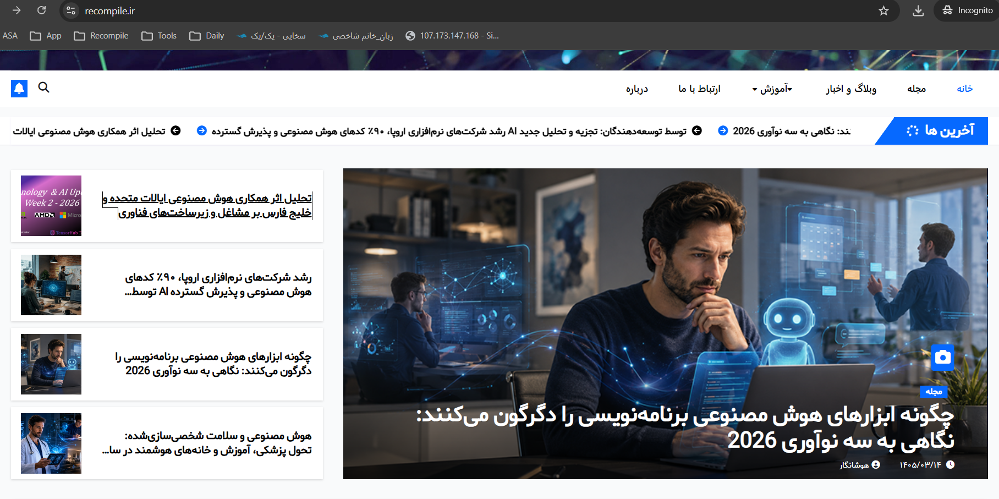 recompile.ir
Incognito
ASA
App
Recompile
Tools
Daily
سخایی - یک/یک
زبان_خانم شاخصی
107.173.147.168 - Si...
خانه
مجله
وبلاگ و اخبار
آموزش
ارتباط با ما
درباره
آخرین ها
نند: نگاهی به سه نوآوری 2026
توسط توسعه‌دهندگان: تجزیه و تحلیل جدید AI رشد شرکت‌های نرم‌افزاری اروپا، ۹۰٪ کدهای هوش مصنوعی و پذیرش گسترده
تحلیل اثر همکاری هوش مصنوعی ایالات
مجله
چگونه ابزارهای هوش مصنوعی برنامه‌نویسی را دگرگون می‌کنند:
نگاهی به سه نوآوری 2026
۱۴۰۵/۰۳/۱۴
هوشانگار
تحلیل اثر همکاری هوش مصنوعی ایالات متحده و
خلیج فارس بر مشاغل و زیرساخت‌های فناوری
nology & AI Up
Week 2 - 2026
AMD
Micro
TensorHub T
رشد شرکت‌های نرم‌افزاری اروپا، ۹۰٪ کدهای
هوش مصنوعی و پذیرش گسترده AI توسط...
چگونه ابزارهای هوش مصنوعی برنامه‌نویسی را
دگرگون می‌کنند: نگاهی به سه نوآوری 2026
هوش مصنوعی و سلامت شخصی‌سازی‌شده:
تحول پزشکی، آموزش و خانه‌های هوشمند در سا...